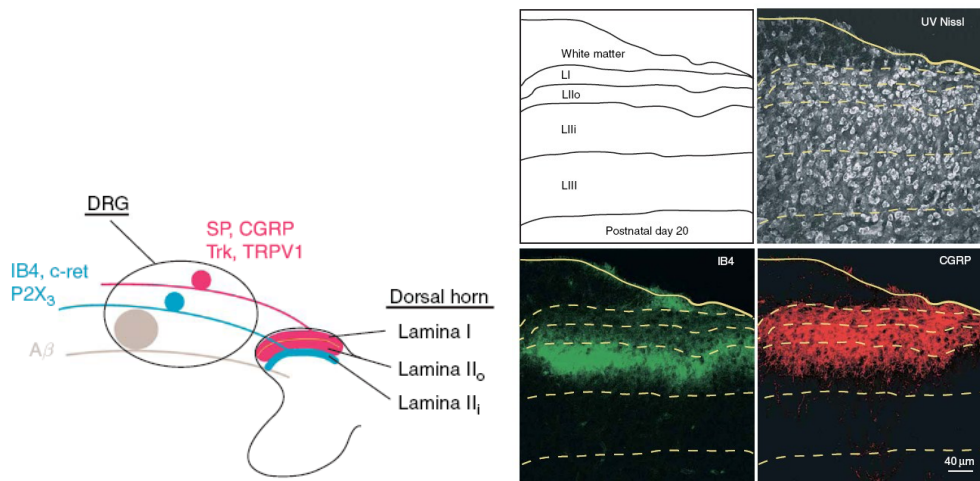 DRG
SP, CGRP
Trk, TRPV1
IB4, c-ret
P2X3
Aβ
Dorsal horn
Lamina I
Lamina IIo
Lamina IIi
White matter
LI
LIIo
LIIi
LIII
Postnatal day 20
UV Nissl
IB4
CGRP
40 μm